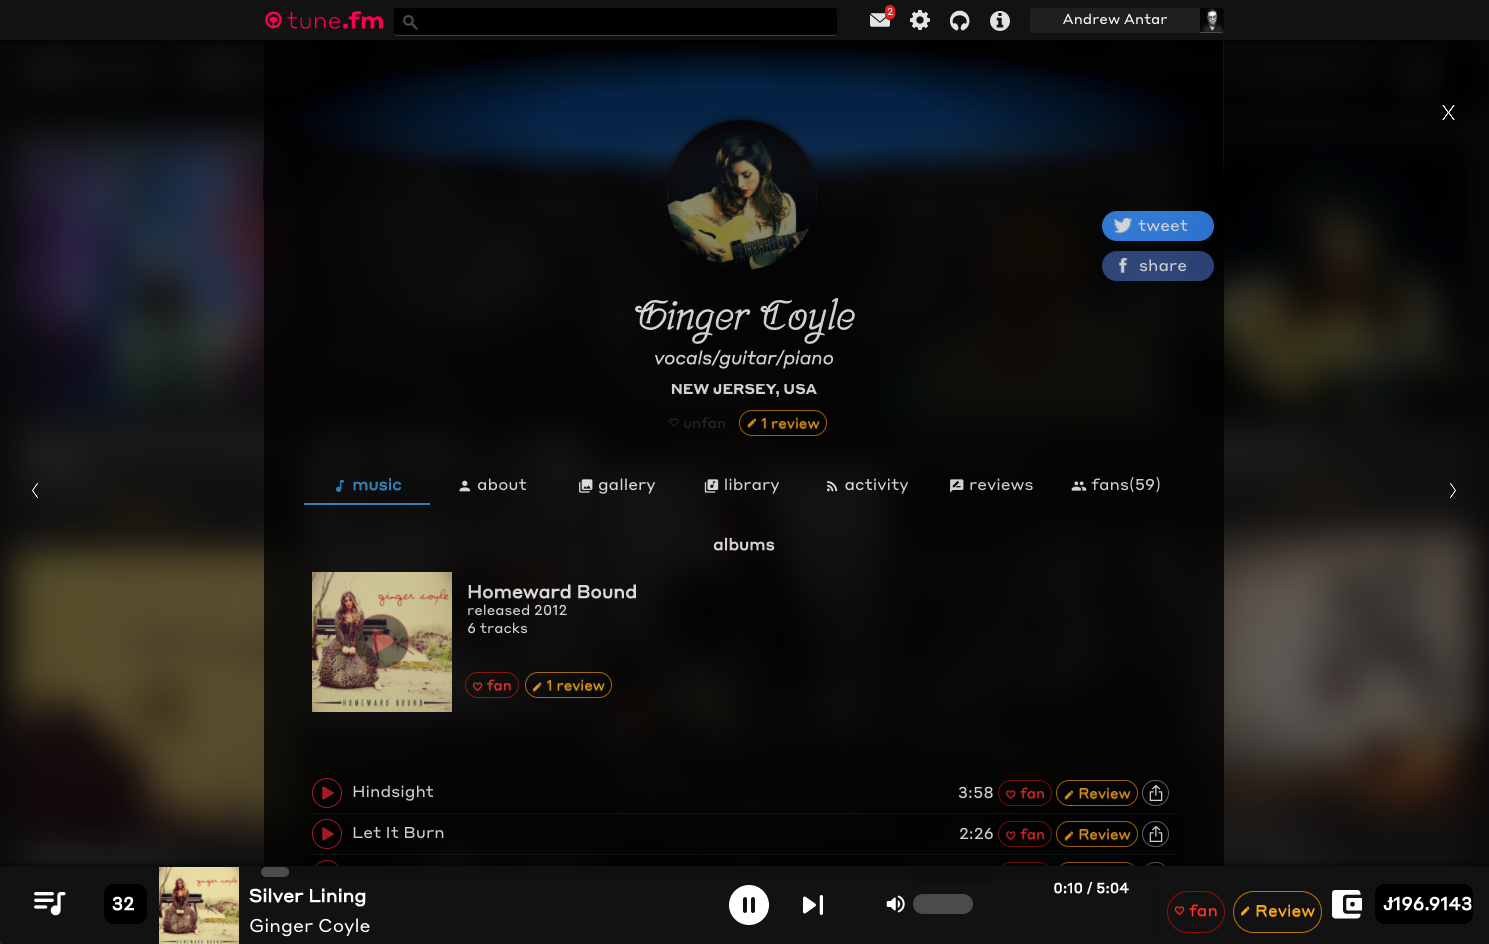 tune.fm
2
Andrew Antar
X
tweet
share
Ginger Coyle
vocals/guitar/piano
NEW JERSEY, USA
unfan 1 review
music about gallery library activity reviews fans(59)
albums
ginger coyle
HOMEWARD BOUND
Homeward Bound
released 2012
6 tracks
fan 1 review
Hindsight 3:58 fan Review
Let It Burn 2:26 fan Review
32
ginger coyle
Silver Lining
Ginger Coyle
0:10 / 5:04
fan Review
J196.9143